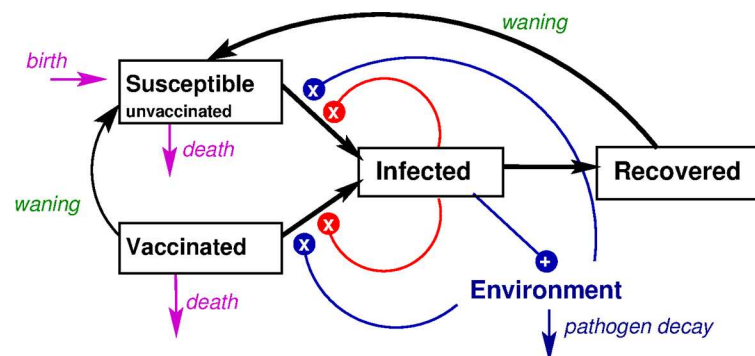 waning
birth
Susceptible
unvaccinated
x
x
death
Infected
Recovered
waning
Vaccinated
x
x
+
Environment
death
pathogen decay